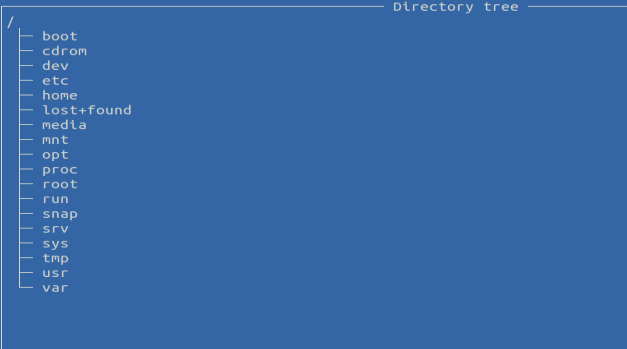 Directory tree
/
boot
cdrom
dev
etc
home
lost+found
media
mnt
opt
proc
root
run
snap
srv
sys
tmp
usr
var